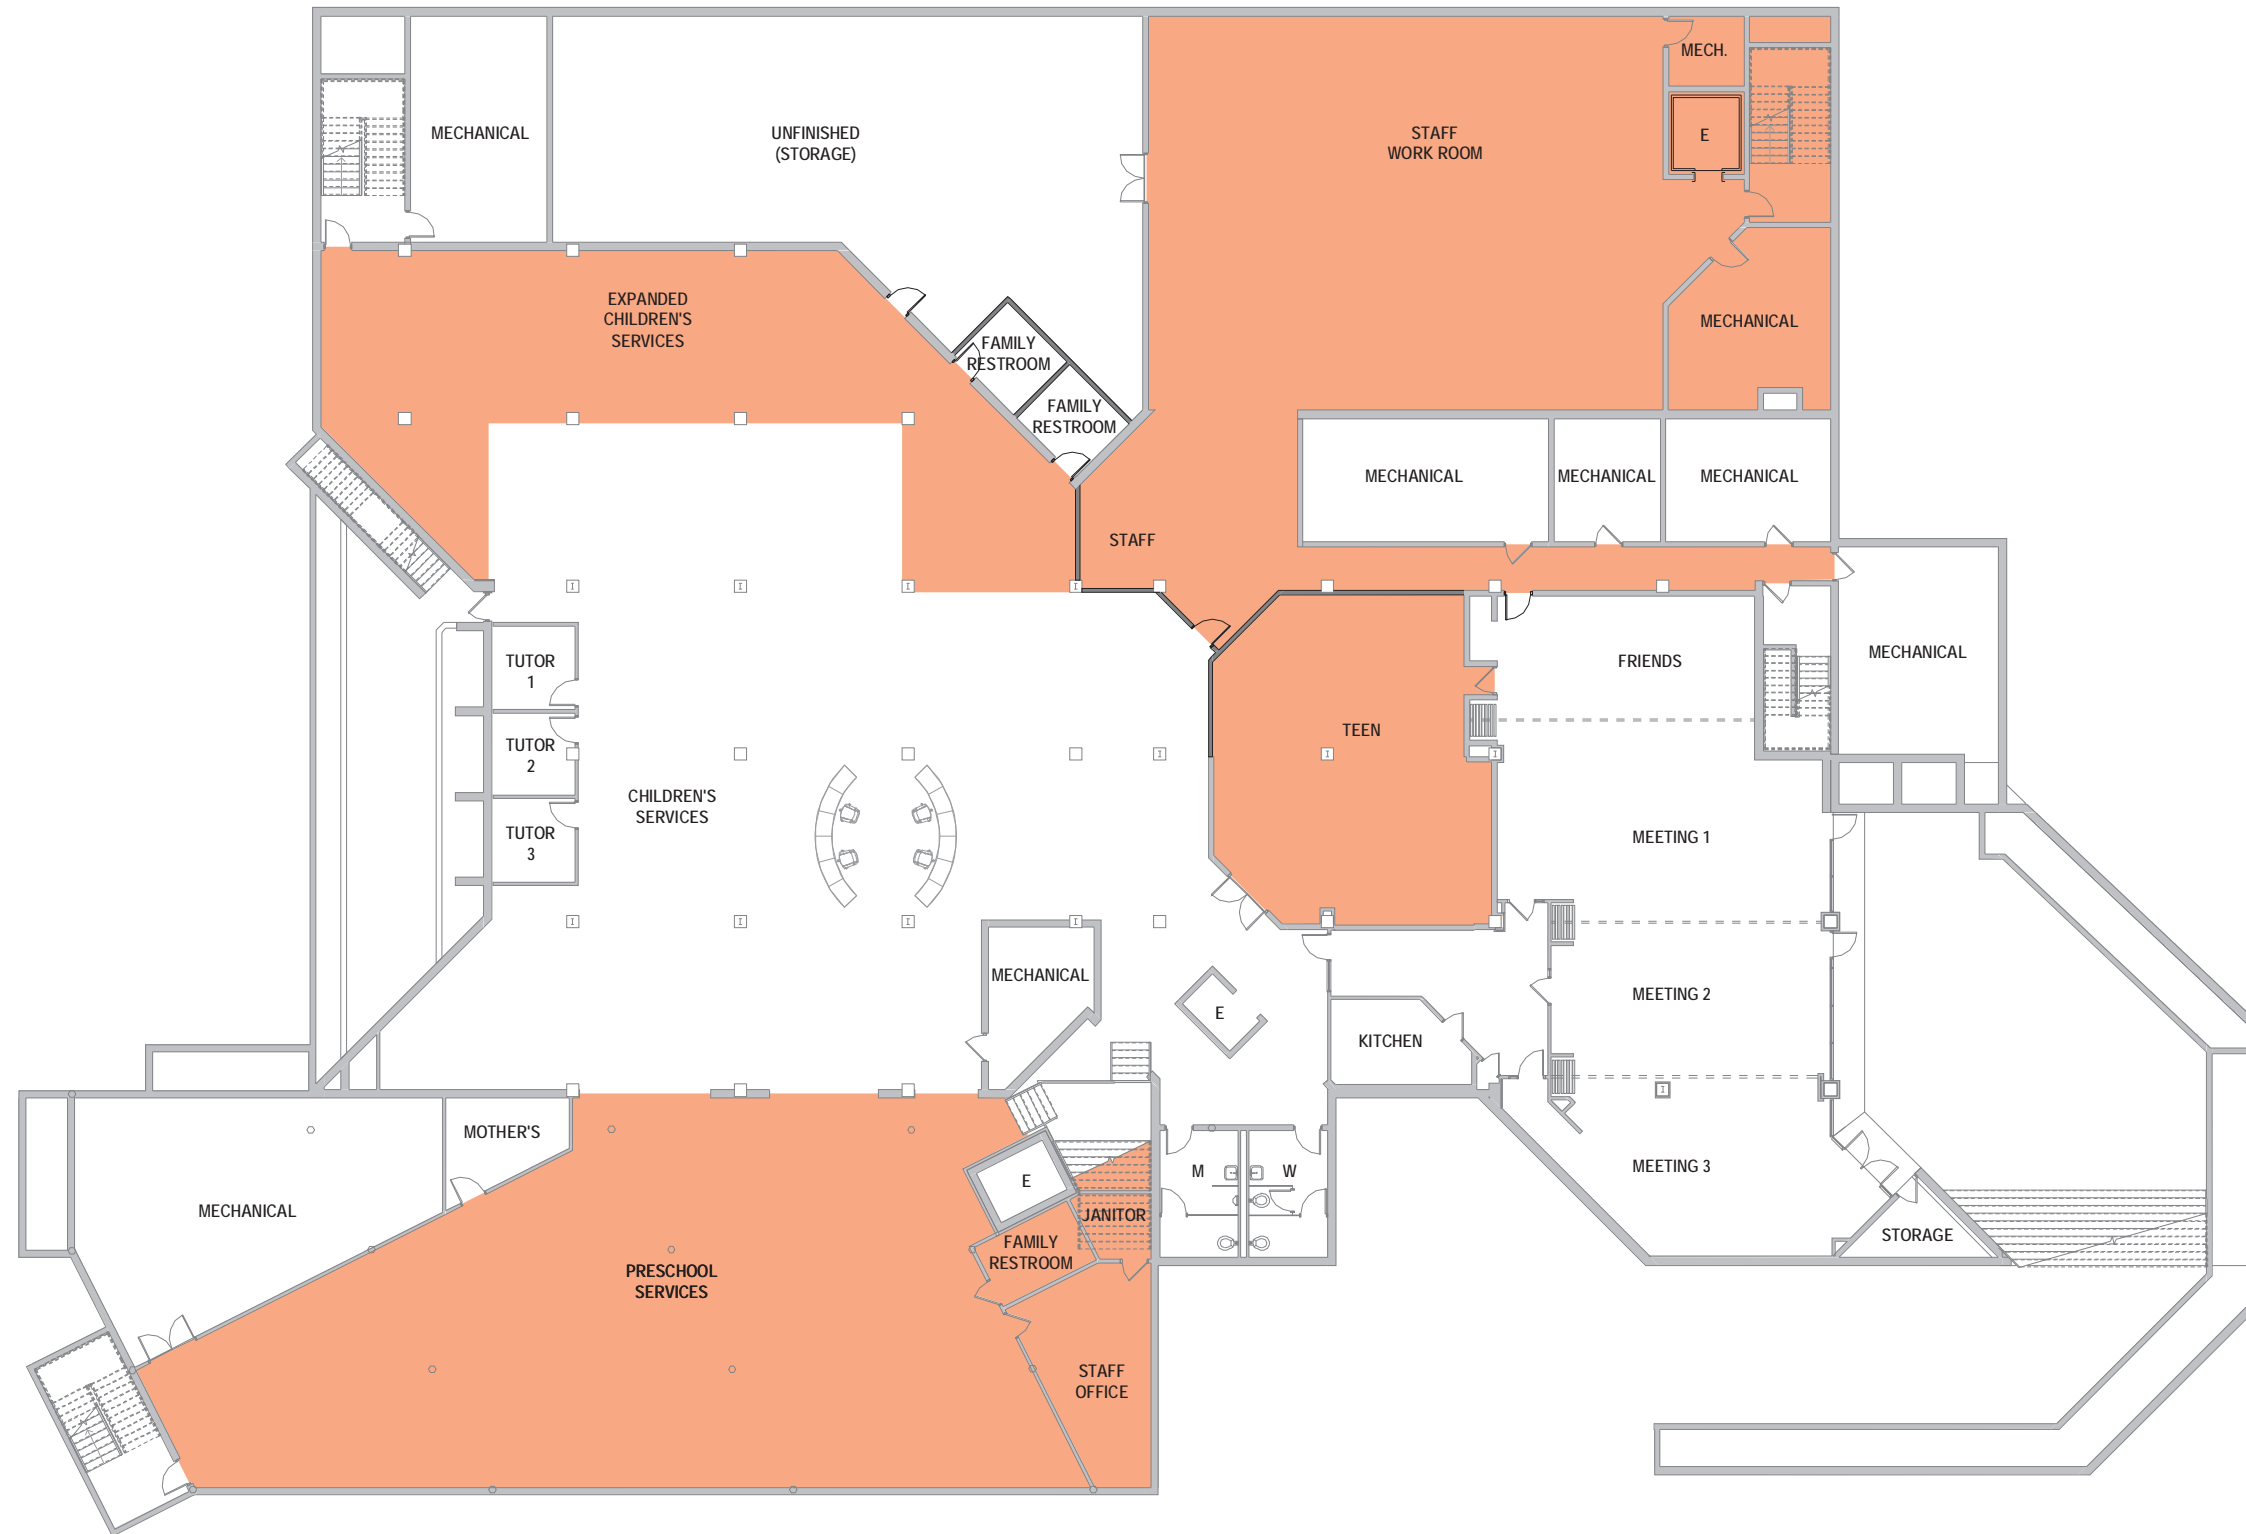 MECH.
MECHANICAL
UNFINISHED
(STORAGE)
STAFF
WORK ROOM
E
EXPANDED
CHILDREN'S
SERVICES
MECHANICAL
FAMILY
RESTROOM
FAMILY
RESTROOM
MECHANICAL
MECHANICAL
MECHANICAL
STAFF
MECHANICAL
TUTOR
1
FRIENDS
TEEN
TUTOR
2
CHILDREN'S
SERVICES
TUTOR
3
MEETING 1
MECHANICAL
MEETING 2
E
KITCHEN
MOTHER'S
M
W
MEETING 3
E
MECHANICAL
JANITOR
STORAGE
FAMILY
RESTROOM
PRESCHOOL
SERVICES
STAFF
OFFICE